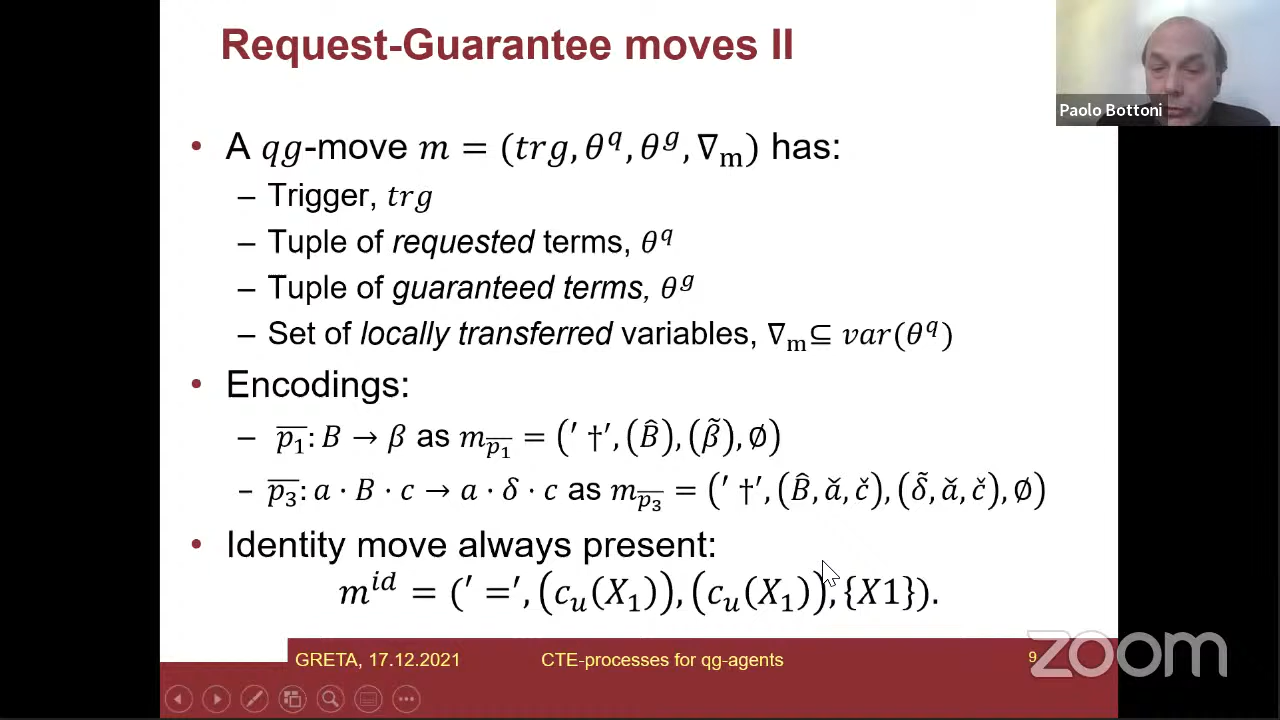 Request-Guarantee moves II
Paolo Bottoni
• A qg-move m = (trg, θ^q, θ^g, ∇_m) has:
– Trigger, trg
– Tuple of requested terms, θ^q
– Tuple of guaranteed terms, θ^g
– Set of locally transferred variables, ∇_m ⊆ var(θ^q)
• Encodings:
– p̅₁: B → β as m_p̅₁ = (′ †′, (B̂), (β̃), ∅)
– p̅₃: a · B · c → a · δ · c as m_p̅₃ = (′ †′, (B̂, ǎ, č), (δ̃, ǎ, č), ∅)
• Identity move always present:
m^id = (′ =′, (c_u(X₁)), (c_u(X₁)), {X1}).
GRETA, 17.12.2021 CTE-processes for qg-agents 9
zoom